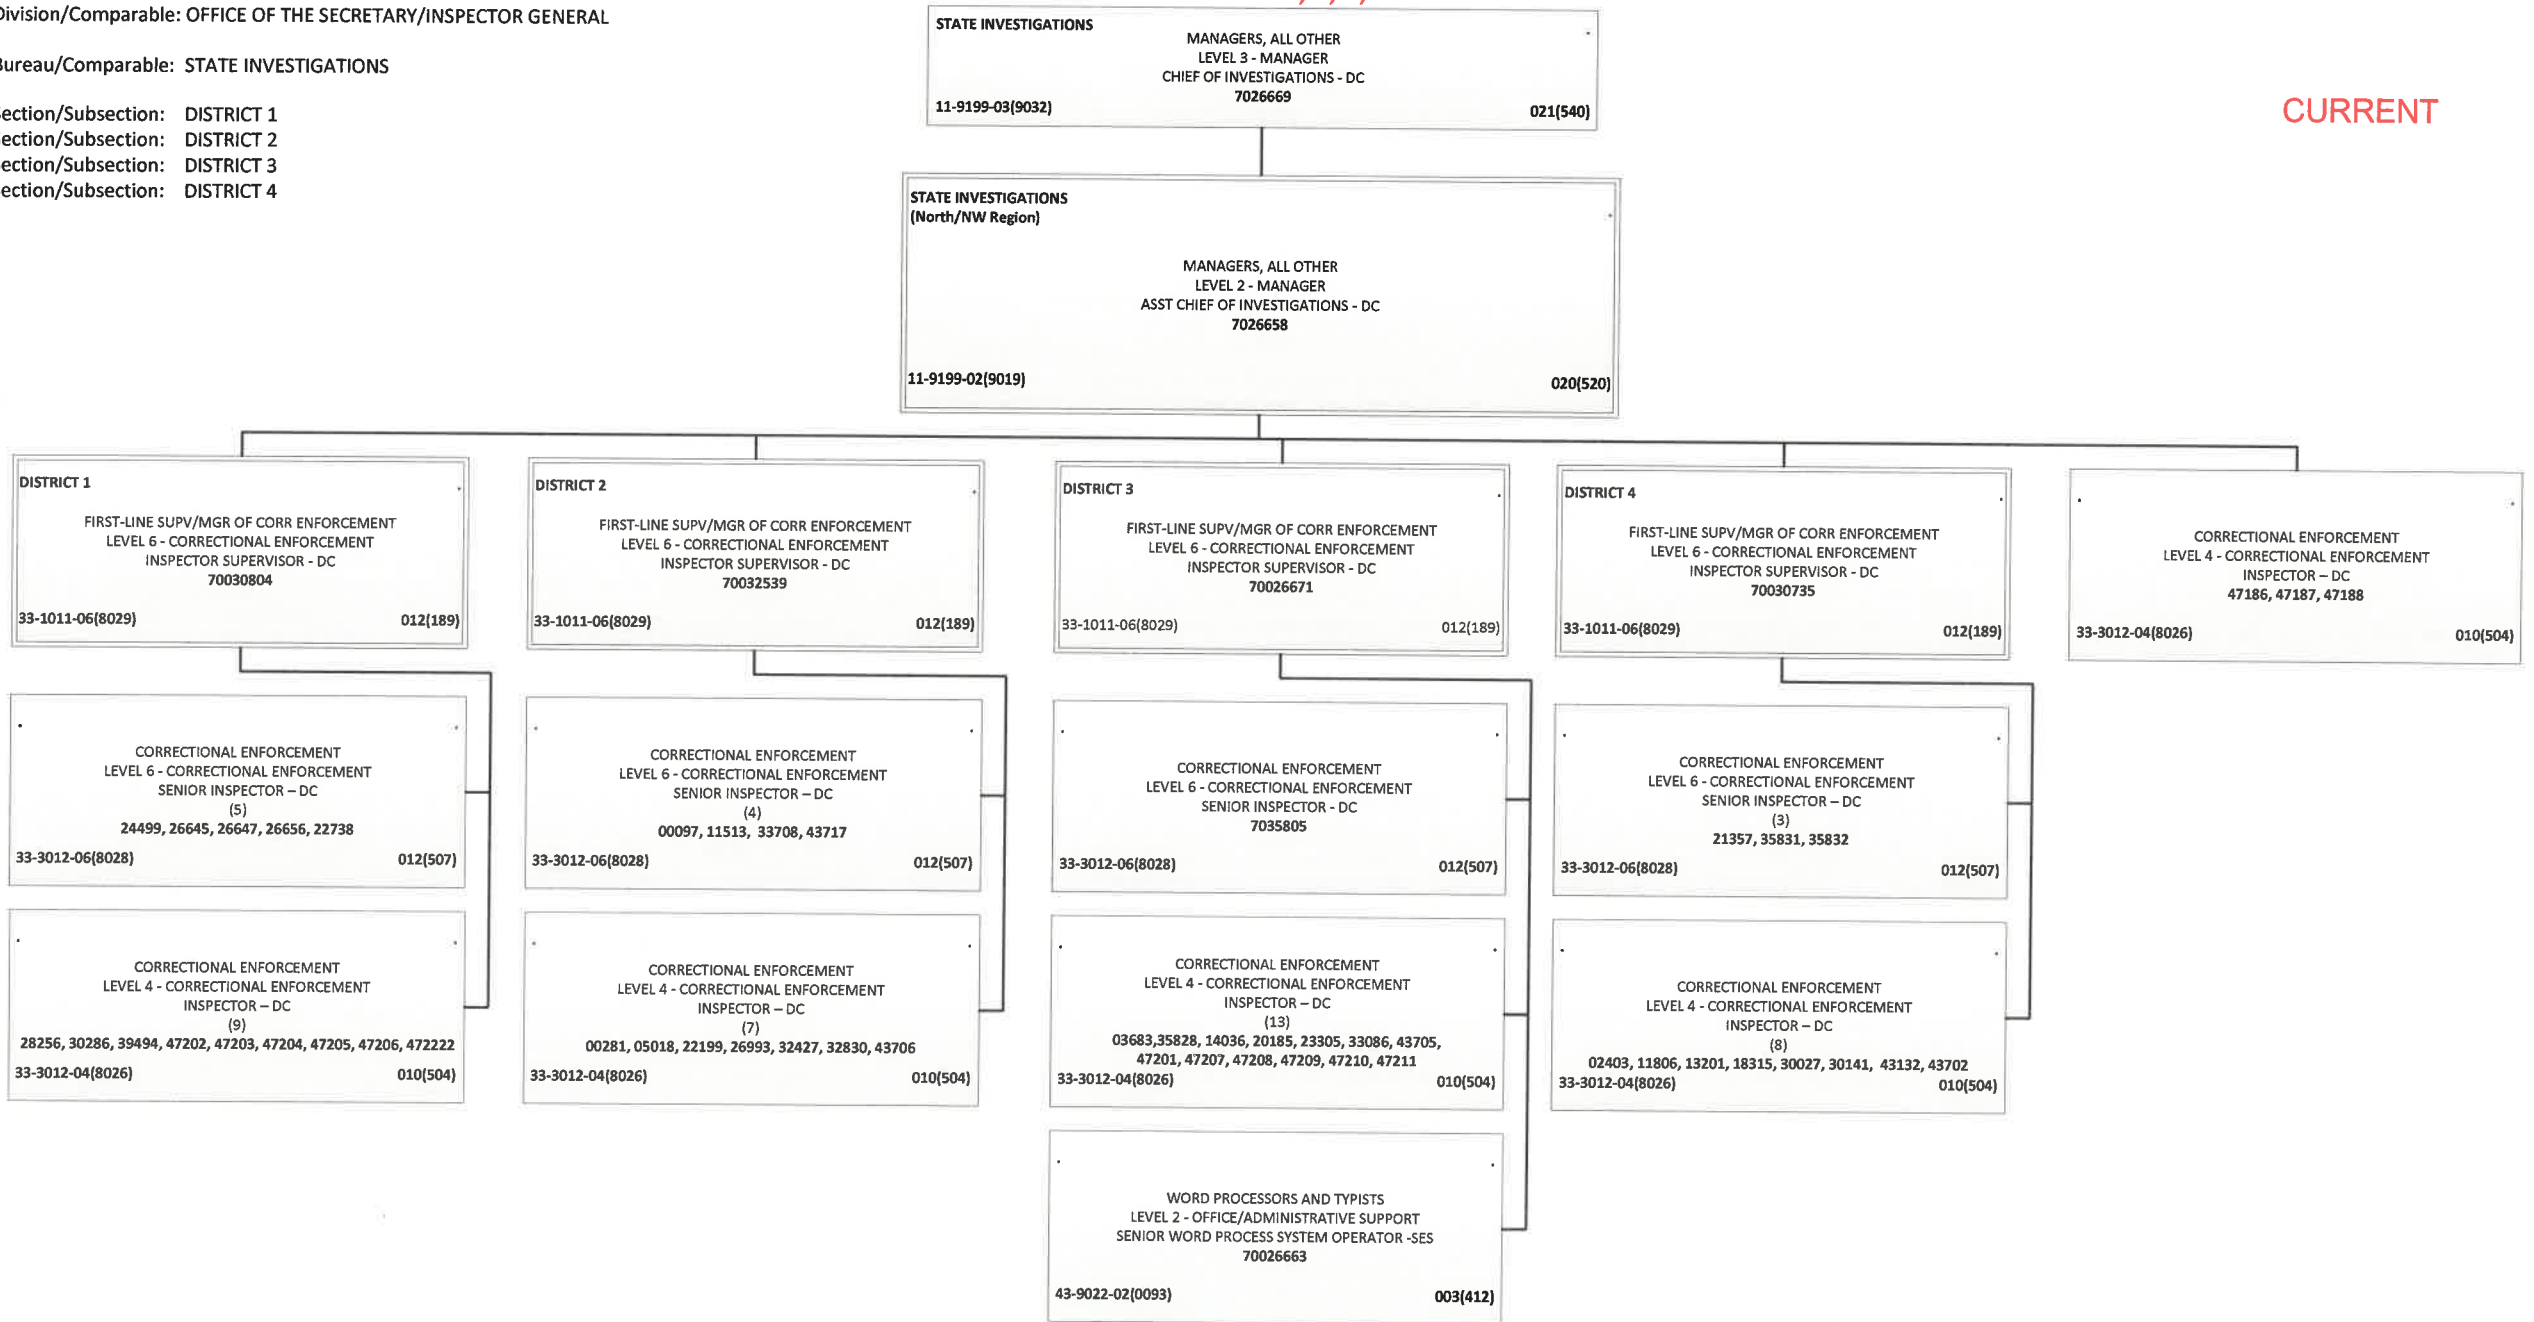 Division/Comparable: OFFICE OF THE SECRETARY/INSPECTOR GENERAL
Bureau/Comparable: STATE INVESTIGATIONS
Section/Subsection: DISTRICT 1
Section/Subsection: DISTRICT 2
Section/Subsection: DISTRICT 3
Section/Subsection: DISTRICT 4
CURRENT
STATE INVESTIGATIONS
MANAGERS, ALL OTHER
LEVEL 3 - MANAGER
CHIEF OF INVESTIGATIONS - DC
7026669
11-9199-03(9032) 021(540)
STATE INVESTIGATIONS
(North/NW Region)
MANAGERS, ALL OTHER
LEVEL 2 - MANAGER
ASST CHIEF OF INVESTIGATIONS - DC
7026658
11-9199-02(9019) 020(520)
DISTRICT 1
FIRST-LINE SUPV/MGR OF CORR ENFORCEMENT
LEVEL 6 - CORRECTIONAL ENFORCEMENT
INSPECTOR SUPERVISOR - DC
70030804
33-1011-06(8029) 012(189)
DISTRICT 2
FIRST-LINE SUPV/MGR OF CORR ENFORCEMENT
LEVEL 6 - CORRECTIONAL ENFORCEMENT
INSPECTOR SUPERVISOR - DC
70032539
33-1011-06(8029) 012(189)
DISTRICT 3
FIRST-LINE SUPV/MGR OF CORR ENFORCEMENT
LEVEL 6 - CORRECTIONAL ENFORCEMENT
INSPECTOR SUPERVISOR - DC
70026671
33-1011-06(8029) 012(189)
DISTRICT 4
FIRST-LINE SUPV/MGR OF CORR ENFORCEMENT
LEVEL 6 - CORRECTIONAL ENFORCEMENT
INSPECTOR SUPERVISOR - DC
70030735
33-1011-06(8029) 012(189)
CORRECTIONAL ENFORCEMENT
LEVEL 4 - CORRECTIONAL ENFORCEMENT
INSPECTOR – DC
47186, 47187, 47188
33-3012-04(8026) 010(504)
CORRECTIONAL ENFORCEMENT
LEVEL 6 - CORRECTIONAL ENFORCEMENT
SENIOR INSPECTOR – DC
(5)
24499, 26645, 26647, 26656, 22738
33-3012-06(8028) 012(507)
CORRECTIONAL ENFORCEMENT
LEVEL 6 - CORRECTIONAL ENFORCEMENT
SENIOR INSPECTOR – DC
(4)
00097, 11513, 33708, 43717
33-3012-06(8028) 012(507)
CORRECTIONAL ENFORCEMENT
LEVEL 6 - CORRECTIONAL ENFORCEMENT
SENIOR INSPECTOR - DC
7035805
33-3012-06(8028) 012(507)
CORRECTIONAL ENFORCEMENT
LEVEL 6 - CORRECTIONAL ENFORCEMENT
SENIOR INSPECTOR – DC
(3)
21357, 35831, 35832
33-3012-06(8028) 012(507)
CORRECTIONAL ENFORCEMENT
LEVEL 4 - CORRECTIONAL ENFORCEMENT
INSPECTOR – DC
(9)
28256, 30286, 39494, 47202, 47203, 47204, 47205, 47206, 472222
33-3012-04(8026) 010(504)
CORRECTIONAL ENFORCEMENT
LEVEL 4 - CORRECTIONAL ENFORCEMENT
INSPECTOR – DC
(7)
00281, 05018, 22199, 26993, 32427, 32830, 43706
33-3012-04(8026) 010(504)
CORRECTIONAL ENFORCEMENT
LEVEL 4 - CORRECTIONAL ENFORCEMENT
INSPECTOR – DC
(13)
03683,35828, 14036, 20185, 23305, 33086, 43705,
47201, 47207, 47208, 47209, 47210, 47211
33-3012-04(8026) 010(504)
CORRECTIONAL ENFORCEMENT
LEVEL 4 - CORRECTIONAL ENFORCEMENT
INSPECTOR – DC
(8)
02403, 11806, 13201, 18315, 30027, 30141, 43132, 43702
33-3012-04(8026) 010(504)
WORD PROCESSORS AND TYPISTS
LEVEL 2 - OFFICE/ADMINISTRATIVE SUPPORT
SENIOR WORD PROCESS SYSTEM OPERATOR -SES
70026663
43-9022-02(0093) 003(412)